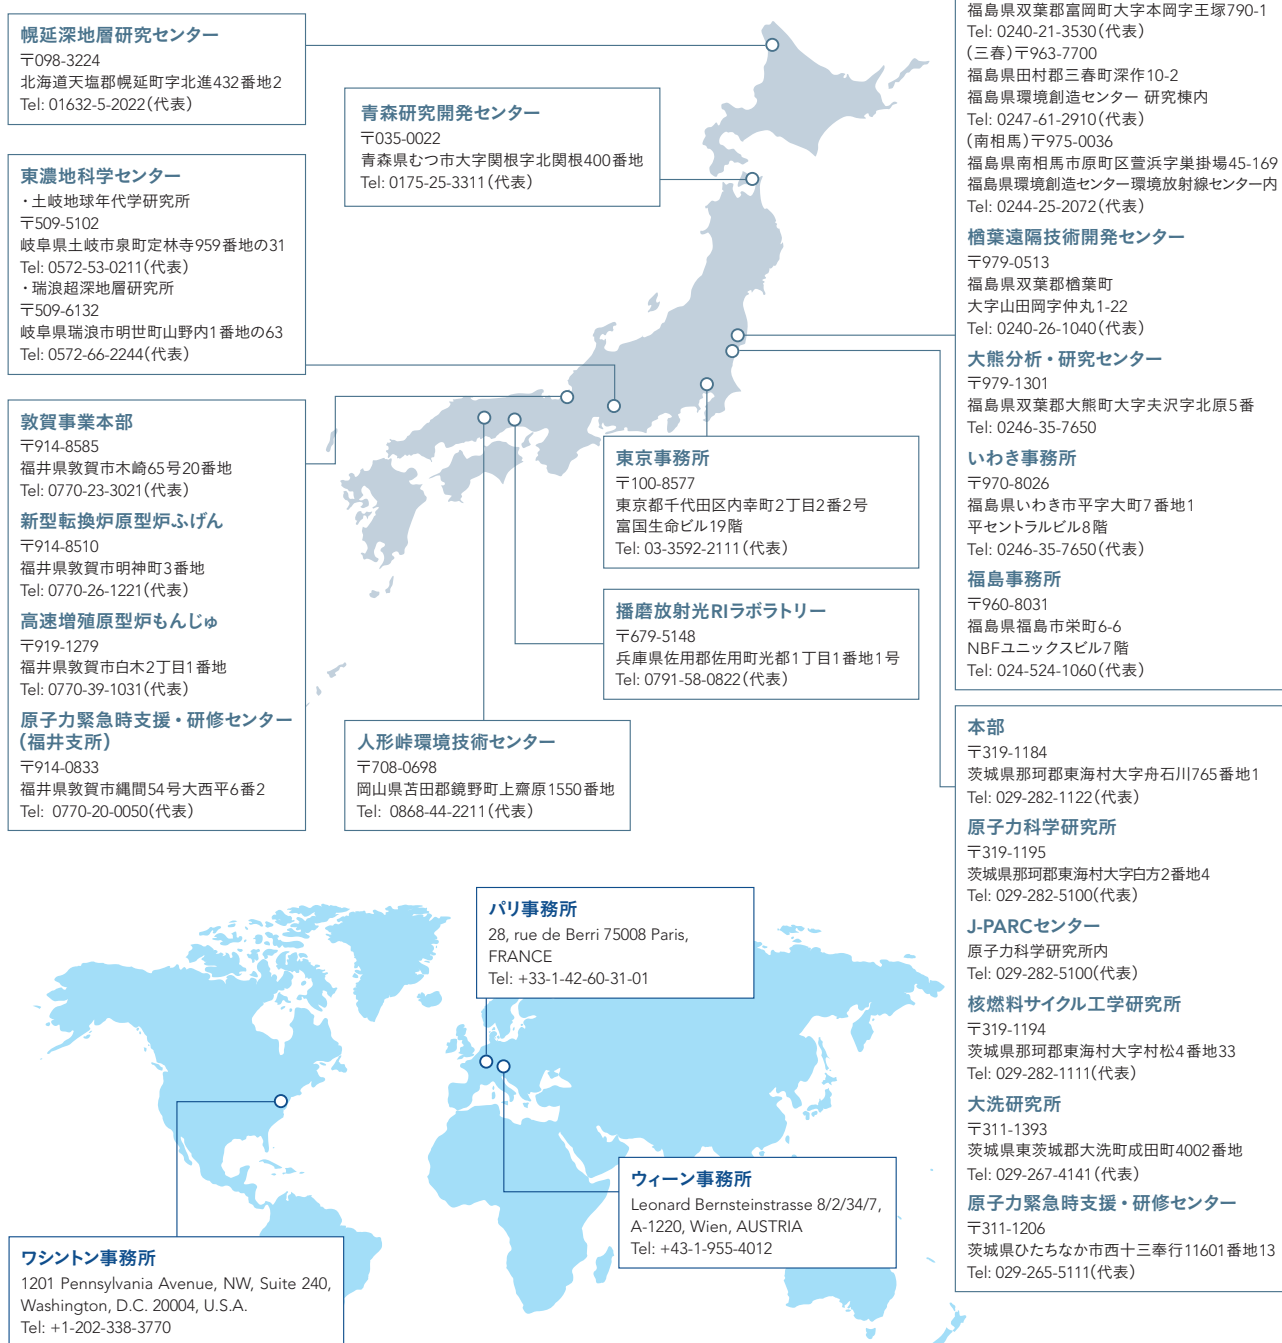 幌延深地層研究センター
〒098-3224
北海道天塩郡幌延町字北進432番地2
Tel: 01632-5-2022(代表)
東濃地科学センター
・土岐地球年代学研究所
〒509-5102
岐阜県土岐市泉町定林寺959番地の31
Tel: 0572-53-0211(代表)
・瑞浪超深地層研究所
〒509-6132
岐阜県瑞浪市明世町山野内1番地の63
Tel: 0572-66-2244(代表)
敦賀事業本部
〒914-8585
福井県敦賀市木崎65号20番地
Tel: 0770-23-3021(代表)
新型転換炉原型炉ふげん
〒914-8510
福井県敦賀市明神町3番地
Tel: 0770-26-1221(代表)
高速増殖原型炉もんじゅ
〒919-1279
福井県敦賀市白木2丁目1番地
Tel: 0770-39-1031(代表)
原子力緊急時支援・研修センター
(福井支所)
〒914-0833
福井県敦賀市縄間54号大西平6番2
Tel: 0770-20-0050(代表)
青森研究開発センター
〒035-0022
青森県むつ市大字関根字北関根400番地
Tel: 0175-25-3311(代表)
東京事務所
〒100-8577
東京都千代田区内幸町2丁目2番2号
富国生命ビル19階
Tel: 03-3592-2111(代表)
播磨放射光RIラボラトリー
〒679-5148
兵庫県佐用郡佐用町光都1丁目1番地1号
Tel: 0791-58-0822(代表)
人形峠環境技術センター
〒708-0698
岡山県苫田郡鏡野町上齋原1550番地
Tel: 0868-44-2211(代表)
福島県双葉郡富岡町大字本岡字王塚790-1
Tel: 0240-21-3530(代表)
(三春)〒963-7700
福島県田村郡三春町深作10-2
福島県環境創造センター 研究棟内
Tel: 0247-61-2910(代表)
(南相馬)〒975-0036
福島県南相馬市原町区萱浜字巣掛場45-169
福島県環境創造センター環境放射線センター内
Tel: 0244-25-2072(代表)
楢葉遠隔技術開発センター
〒979-0513
福島県双葉郡楢葉町
大字山田岡字仲丸1-22
Tel: 0240-26-1040(代表)
大熊分析・研究センター
〒979-1301
福島県双葉郡大熊町大字夫沢字北原5番
Tel: 0246-35-7650
いわき事務所
〒970-8026
福島県いわき市平字大町7番地1
平セントラルビル8階
Tel: 0246-35-7650(代表)
福島事務所
〒960-8031
福島県福島市栄町6-6
NBFユニックスビル7階
Tel: 024-524-1060(代表)
本部
〒319-1184
茨城県那珂郡東海村大字舟石川765番地1
Tel: 029-282-1122(代表)
原子力科学研究所
〒319-1195
茨城県那珂郡東海村大字白方2番地4
Tel: 029-282-5100(代表)
J-PARCセンター
原子力科学研究所内
Tel: 029-282-5100(代表)
核燃料サイクル工学研究所
〒319-1194
茨城県那珂郡東海村大字村松4番地33
Tel: 029-282-1111(代表)
大洗研究所
〒311-1393
茨城県東茨城郡大洗町成田町4002番地
Tel: 029-267-4141(代表)
原子力緊急時支援・研修センター
〒311-1206
茨城県ひたちなか市西十三奉行11601番地13
Tel: 029-265-5111(代表)
パリ事務所
28, rue de Berri 75008 Paris,
FRANCE
Tel: +33-1-42-60-31-01
ウィーン事務所
Leonard Bernsteinstrasse 8/2/34/7,
A-1220, Wien, AUSTRIA
Tel: +43-1-955-4012
ワシントン事務所
1201 Pennsylvania Avenue, NW, Suite 240,
Washington, D.C. 20004, U.S.A.
Tel: +1-202-338-3770